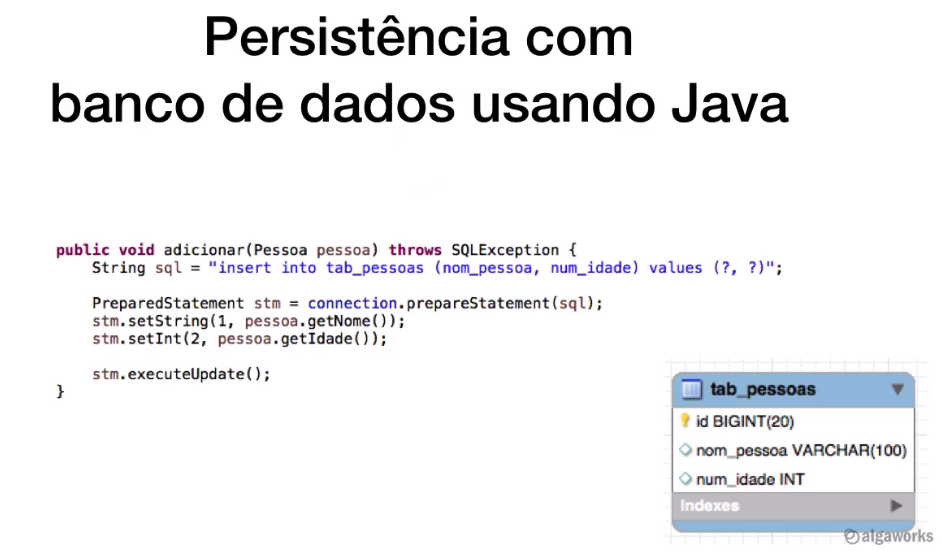 Persistência com
banco de dados usando Java
public void adicionar(Pessoa pessoa) throws SQLException {
String sql = "insert into tab_pessoas (nom_pessoa, num_idade) values (?, ?)";
PreparedStatement stm = connection.prepareStatement(sql);
stm.setString(1, pessoa.getNome());
stm.setInt(2, pessoa.getIdade());
stm.executeUpdate();
}
tab_pessoas
id BIGINT(20)
nom_pessoa VARCHAR(100)
num_idade INT
Indexes
algaworks